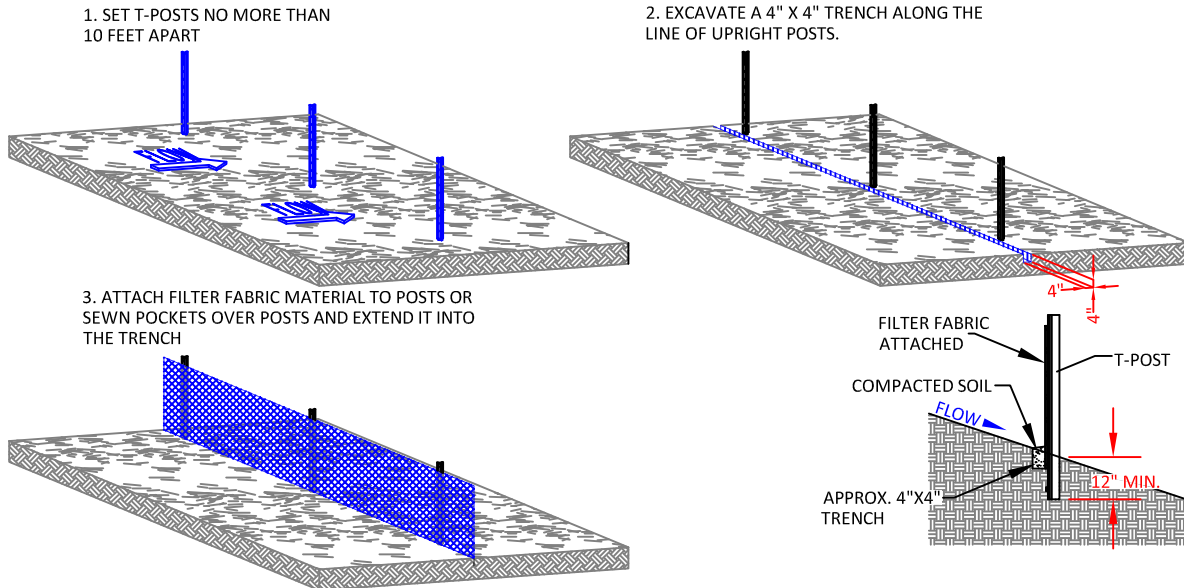 1. SET T-POSTS NO MORE THAN
10 FEET APART
2. EXCAVATE A 4" X 4" TRENCH ALONG THE
LINE OF UPRIGHT POSTS.
4"
4"
3. ATTACH FILTER FABRIC MATERIAL TO POSTS OR
SEWN POCKETS OVER POSTS AND EXTEND IT INTO
THE TRENCH
FILTER FABRIC
ATTACHED
T-POST
COMPACTED SOIL
FLOW
12" MIN.
APPROX. 4"X4"
TRENCH